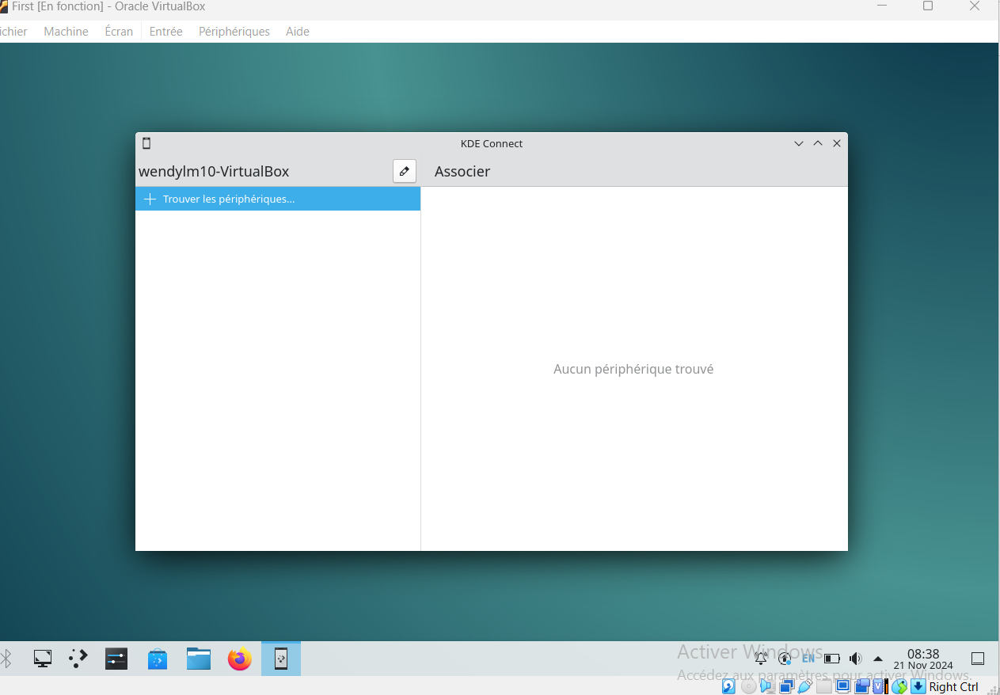 First [En fonction] - Oracle VirtualBox
ichier Machine Écran Entrée Périphériques Aide
KDE Connect
wendylm10-VirtualBox
Associer
Trouver les périphériques...
Aucun périphérique trouvé
Activer Windows
Accédez aux paramètres pour activer Windows.
EN
08:38
21 Nov 2024
Right Ctrl